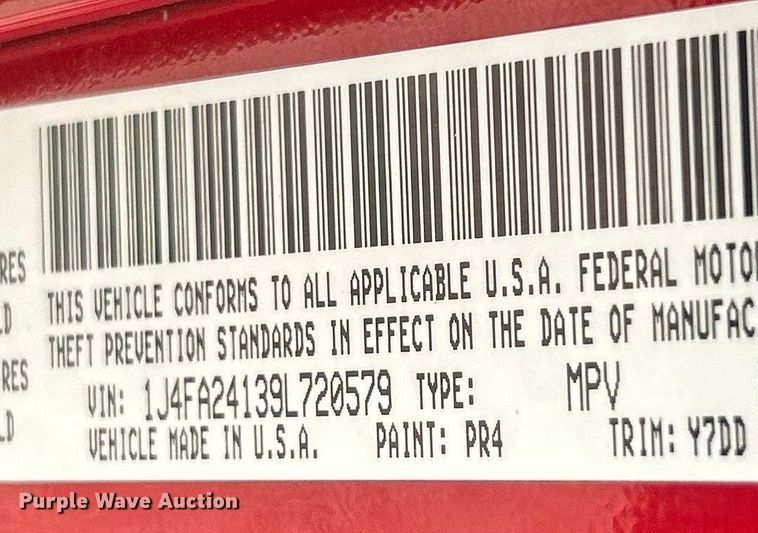 RES
LD
RES
LD
THIS VEHICLE CONFORMS TO ALL APPLICABLE U.S.A. FEDERAL MOTO
THEFT PREVENTION STANDARDS IN EFFECT ON THE DATE OF MANUFAC
VIN: 1J4FA24139L720579 TYPE: MPV
VEHICLE MADE IN U.S.A. PAINT: PR4 TRIM: Y7DD
Purple Wave Auction